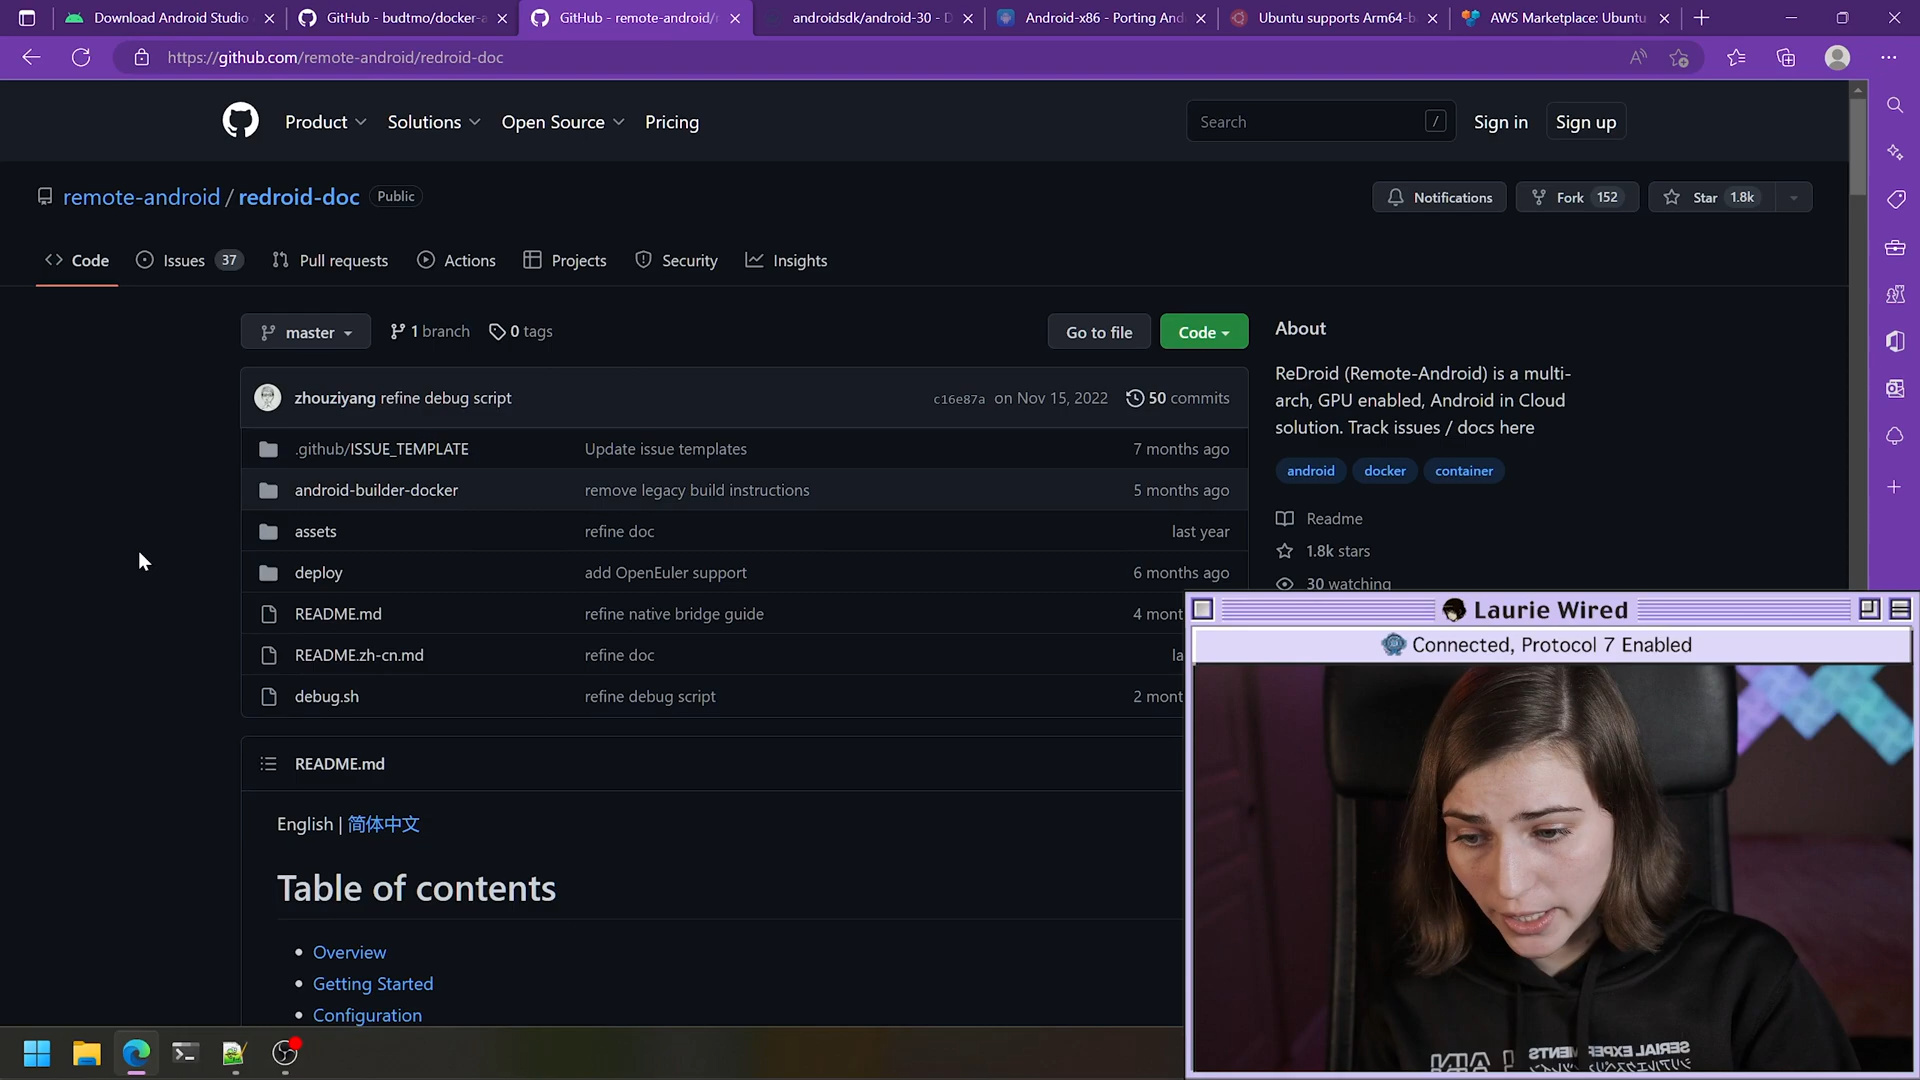 Download Android Studio
GitHub - budtmo/docker-a
GitHub - remote-android/r
androidsdk/android-30 - D
Android-x86 - Porting And
Ubuntu supports Arm64-ba
AWS Marketplace: Ubuntu
https://github.com/remote-android/redroid-doc
Product
Solutions
Open Source
Pricing
Search
/
Sign in
Sign up
remote-android / redroid-doc
Public
Notifications
Fork 152
Star 1.8k
Code
Issues 37
Pull requests
Actions
Projects
Security
Insights
master
1 branch
0 tags
Go to file
Code
zhouziyang refine debug script
c16e87a on Nov 15, 2022
50 commits
.github/ISSUE_TEMPLATE Update issue templates 7 months ago
android-builder-docker remove legacy build instructions 5 months ago
assets refine doc last year
deploy add OpenEuler support 6 months ago
README.md refine native bridge guide 4 mont
README.zh-cn.md refine doc la
debug.sh refine debug script 2 mont
About
ReDroid (Remote-Android) is a multi-
arch, GPU enabled, Android in Cloud
solution. Track issues / docs here
android docker container
Readme
1.8k stars
30 watching
README.md
English | 简体中文
Table of contents
Overview
Getting Started
Configuration
Laurie Wired
Connected, Protocol 7 Enabled
SERIAL EXPERIMENTS